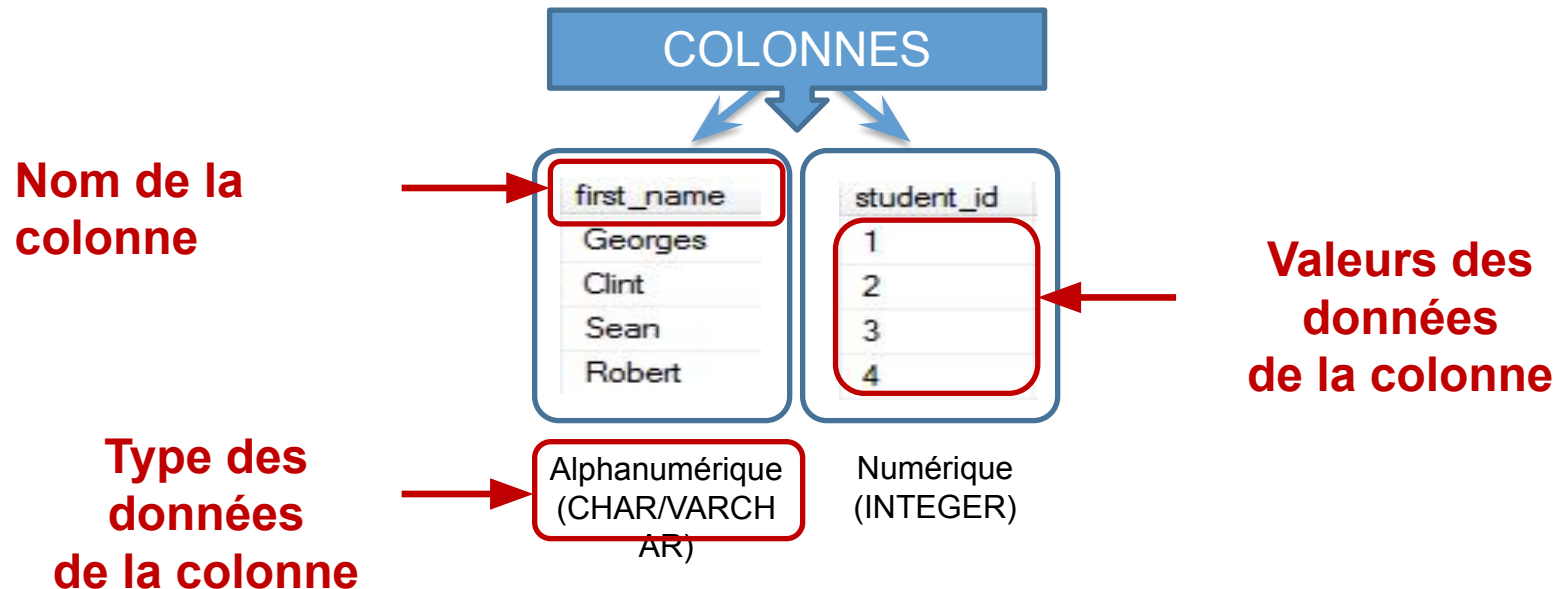 COLONNES
Nom de la
colonne
first_name
Georges
Clint
Sean
Robert
student_id
1
2
3
4
Valeurs des
données
de la colonne
Type des
données
de la colonne
Alphanumérique
(CHAR/VARCH
AR)
Numérique
(INTEGER)